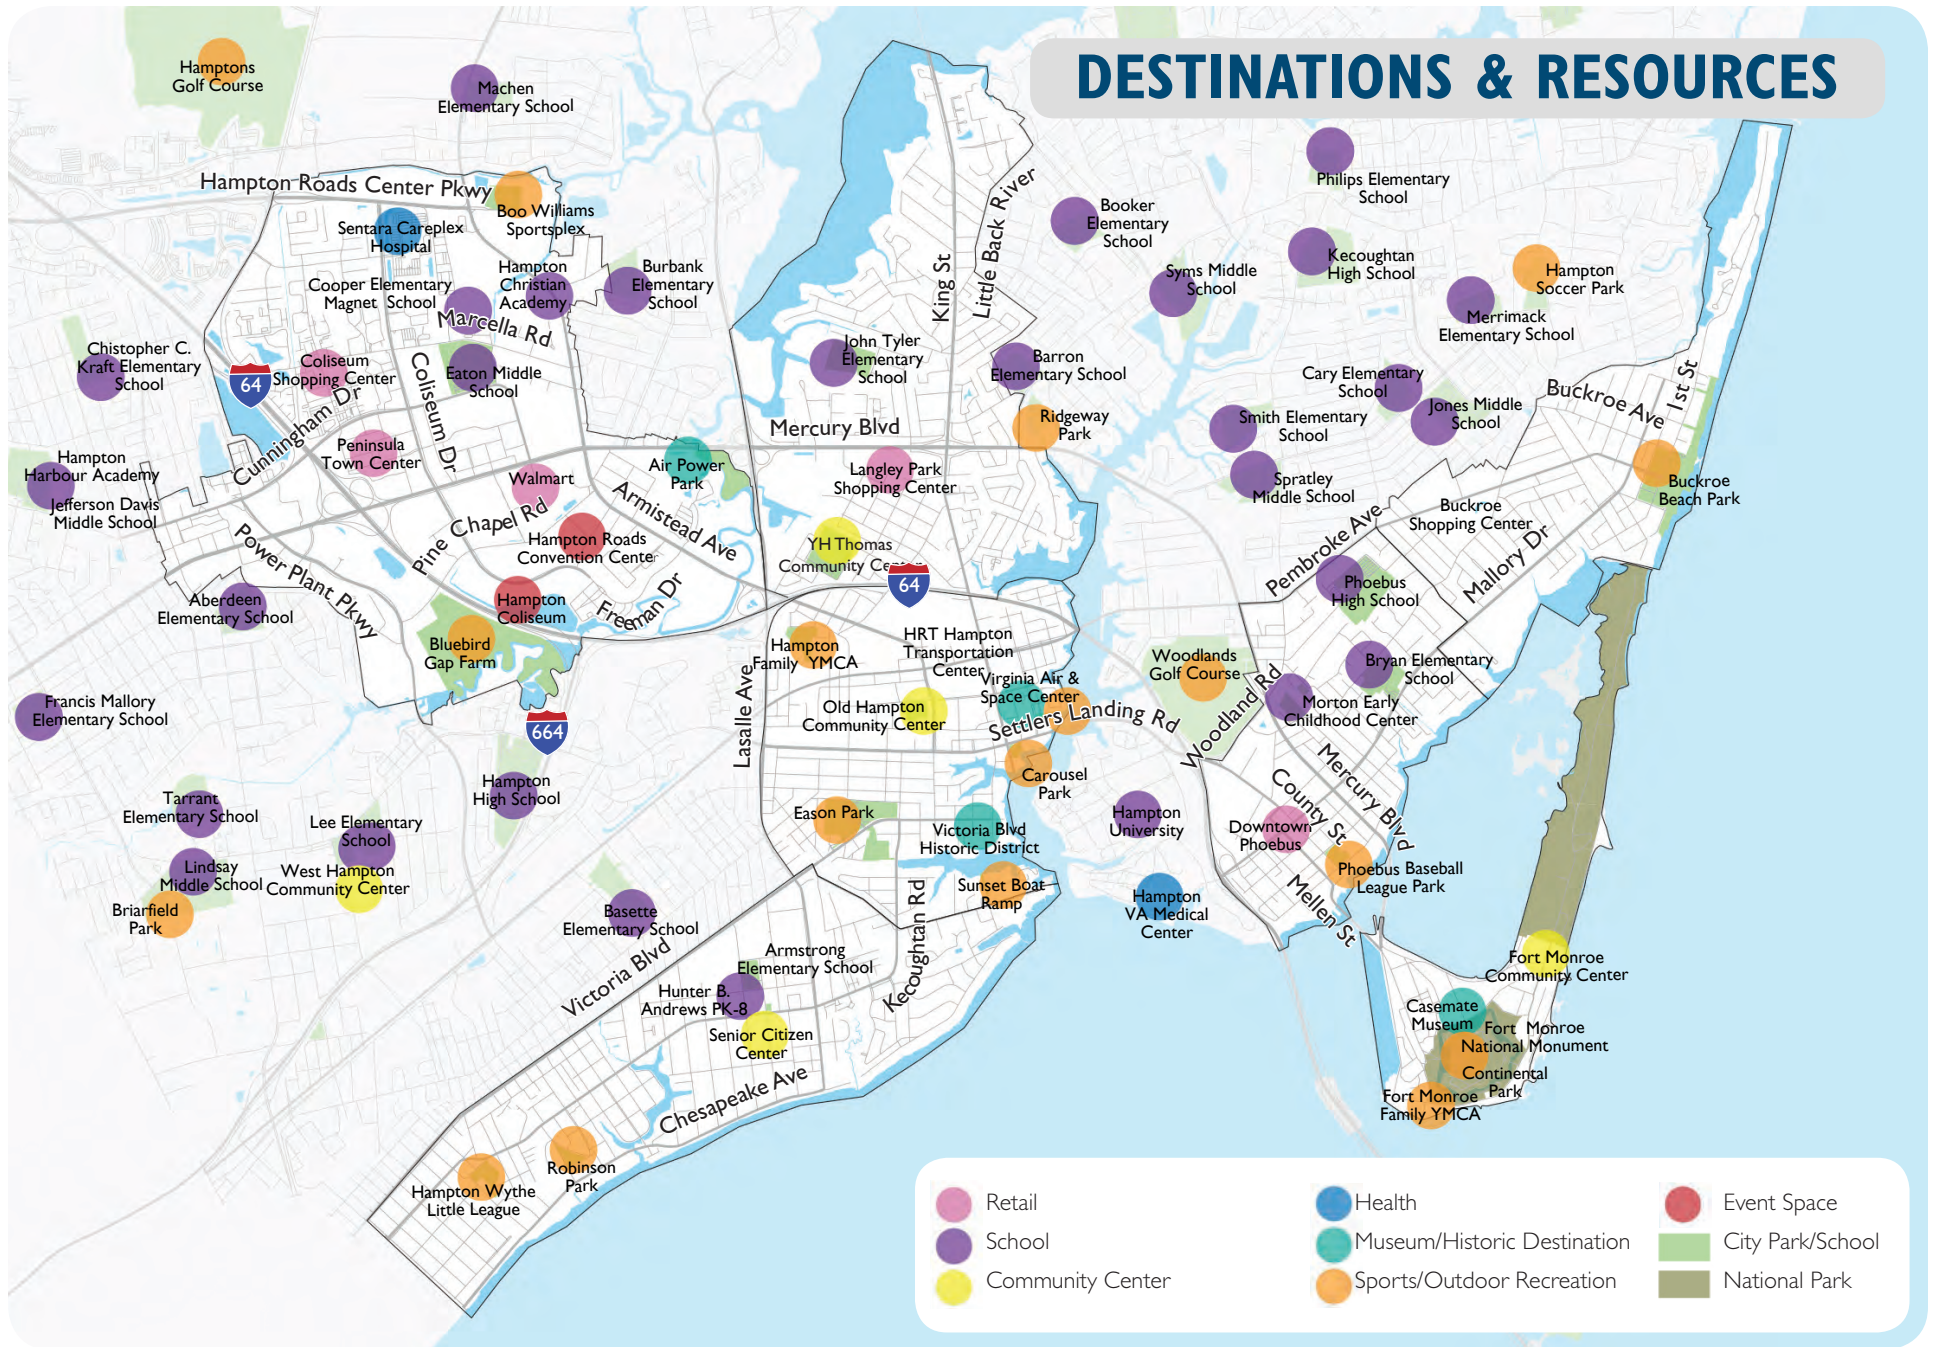 DESTINATIONS & RESOURCES
Hamptons
Golf Course
Machen
Elementary School
Hampton Roads Center Pkwy
Boo Williams
Sportsplex
Sentara Careplex
Hospital
Cooper Elementary
Magnet School
Hampton
Christian
Academy
Burbank
Elementary
School
Marcella Rd
Chistopher C.
Kraft Elementary
School
64
Coliseum
Shopping Center
Eaton Middle
School
Coliseum Dr
Cunningham Dr
Peninsula
Town Center
Hampton
Harbour Academy
Jefferson Davis
Middle School
Walmart
Air Power
Park
Pine Chapel Rd
Armistead Ave
Hampton Roads
Convention Center
Power Plant Pkwy
Aberdeen
Elementary School
Hampton
Coliseum
Freeman Dr
Bluebird
Gap Farm
Francis Mallory
Elementary School
664
Hampton
High School
Tarrant
Elementary School
Lee Elementary
School
Lindsay
Middle School
West Hampton
Community Center
Briarfield
Park
Basette
Elementary School
Victoria Blvd
King St
Little Back River
John Tyler
Elementary
School
Barron
Elementary School
Mercury Blvd
Ridgeway
Park
Langley Park
Shopping Center
YH Thomas
Community Center
64
HRT Hampton
Transportation
Center
Hampton
Family YMCA
Virginia Air &
Space Center
Old Hampton
Community Center
Settlers Landing Rd
Lasalle Ave
Carousel
Park
Eason Park
Victoria Blvd
Historic District
Sunset Boat
Ramp
Kecoughtan Rd
Armstrong
Elementary School
Hunter B.
Andrews PK-8
Senior Citizen
Center
Chesapeake Ave
Robinson
Park
Hampton Wythe
Little League
Booker
Elementary
School
Philips Elementary
School
Syms Middle
School
Kecoughtan
High School
Hampton
Soccer Park
Merrimack
Elementary School
Cary Elementary
School
Jones Middle
School
Smith Elementary
School
Spratley
Middle School
Buckroe Ave
1st St
Buckroe
Beach Park
Buckroe
Shopping Center
Pembroke Ave
Mallory Dr
Phoebus
High School
Woodlands
Golf Course
Woodland Rd
Bryan Elementary
School
Morton Early
Childhood Center
Mercury Blvd
County St
Hampton
University
Downtown
Phoebus
Phoebus Baseball
League Park
Hampton
VA Medical
Center
Mellen St
Fort Monroe
Community Center
Casemate
Museum
Fort Monroe
National Monument
Continental
Park
Fort Monroe
Family YMCA
Retail
School
Community Center
Health
Museum/Historic Destination
Sports/Outdoor Recreation
Event Space
City Park/School
National Park